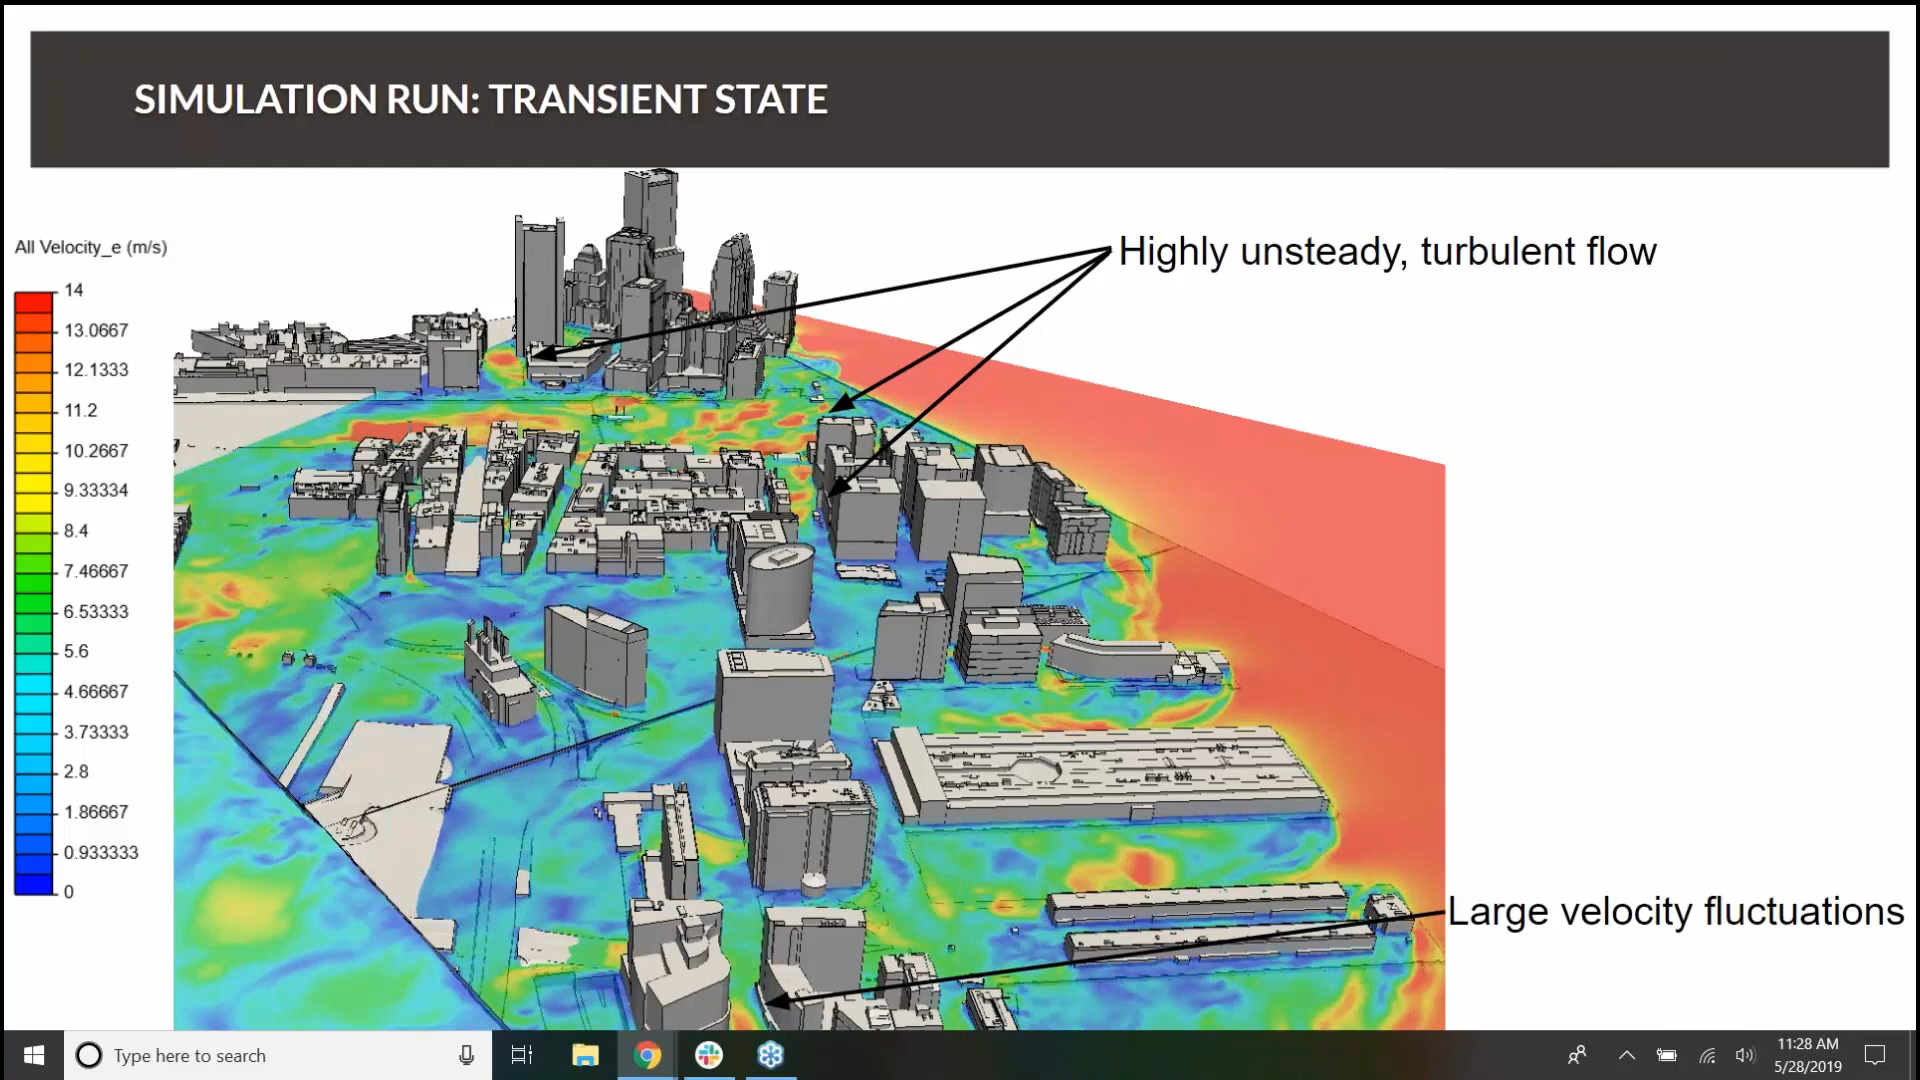 SIMULATION RUN: TRANSIENT STATE
All Velocity_e (m/s)
14
13.0667
12.1333
11.2
10.2667
9.33334
8.4
7.46667
6.53333
5.6
4.66667
3.73333
2.8
1.86667
0.933333
0
Highly unsteady, turbulent flow
Large velocity fluctuations
Type here to search
11:28 AM
5/28/2019